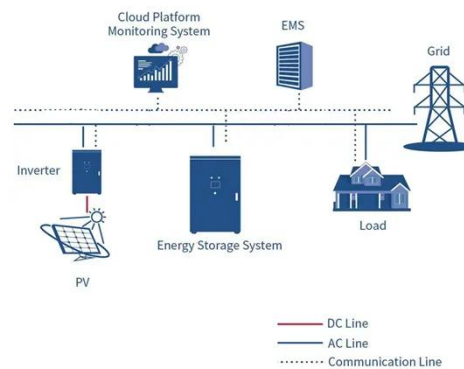 Cloud Platform
Monitoring System
EMS
Grid
Inverter
Energy Storage System
Load
PV
DC Line
AC Line
Communication Line